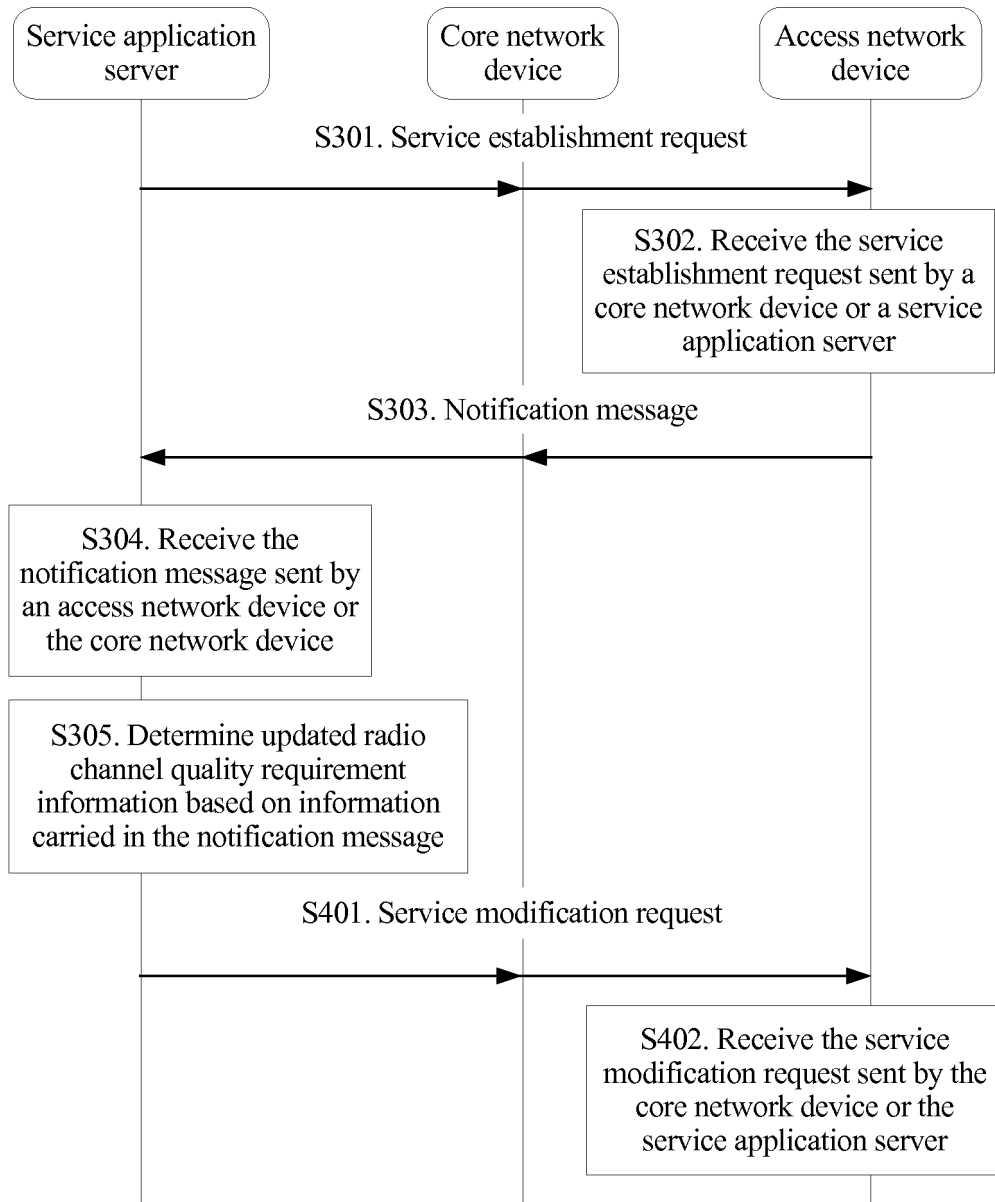 Service application
server
Core network
device
Access network
device
S301. Service establishment request
S302. Receive the service
establishment request sent by a
core network device or a service
application server
S303. Notification message
S304. Receive the
notification message sent by
an access network device or
the core network device
S305. Determine updated radio
channel quality requirement
information based on information
carried in the notification message
S401. Service modification request
S402. Receive the service
modification request sent by the
core network device or the
service application server